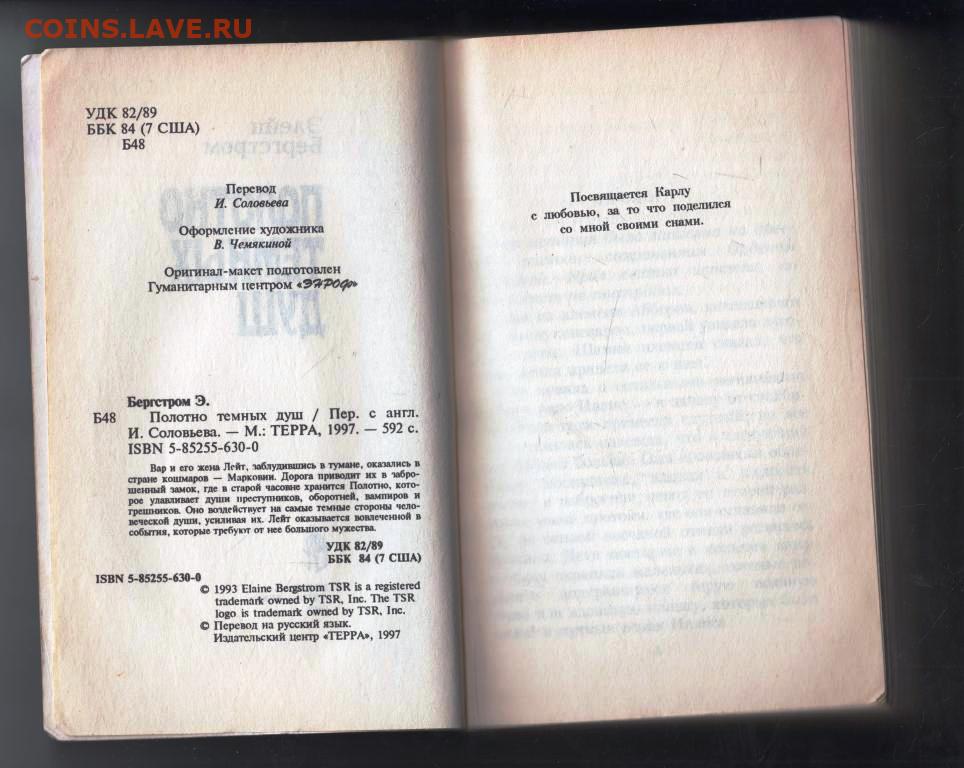 COINS.LAVE.RU
УДК 82/89
ББК 84 (7 США)
Б48
Перевод
И. Соловьева
Оформление художника
В. Чемякиной
Оригинал-макет подготовлен
Гуманитарным центром «ЭНРОФ»
Бергстром Э.
Б48 Полотно темных душ / Пер. с англ.
И. Соловьева. — М.: ТЕРРА, 1997. — 592 с.
ISBN 5-85255-630-0
Вар и его жена Лейт, заблудившись в тумане, оказались в
стране кошмаров — Марковии. Дорога приводит их в забро-
шенный замок, где в старой часовне хранится Полотно, кото-
рое улавливает души преступников, оборотней, вампиров и
грешников. Оно воздействует на самые темные стороны чело-
веческой души, усиливая их. Лейт оказывается вовлеченной в
события, которые требуют от нее большого мужества.
УДК 82/89
ББК 84 (7 США)
ISBN 5-85255-630-0
© 1993 Elaine Bergstrom TSR is a registered
trademark owned by TSR, Inc. The TSR
logo is trademark owned by TSR, Inc.
© Перевод на русский язык.
Издательский центр «ТЕРРА», 1997
Посвящается Карлу
с любовью, за то что поделился
со мной своими снами.
Элейн
Бергстром
ПОЛОТНО
ТЕМНЫХ
ДУШ